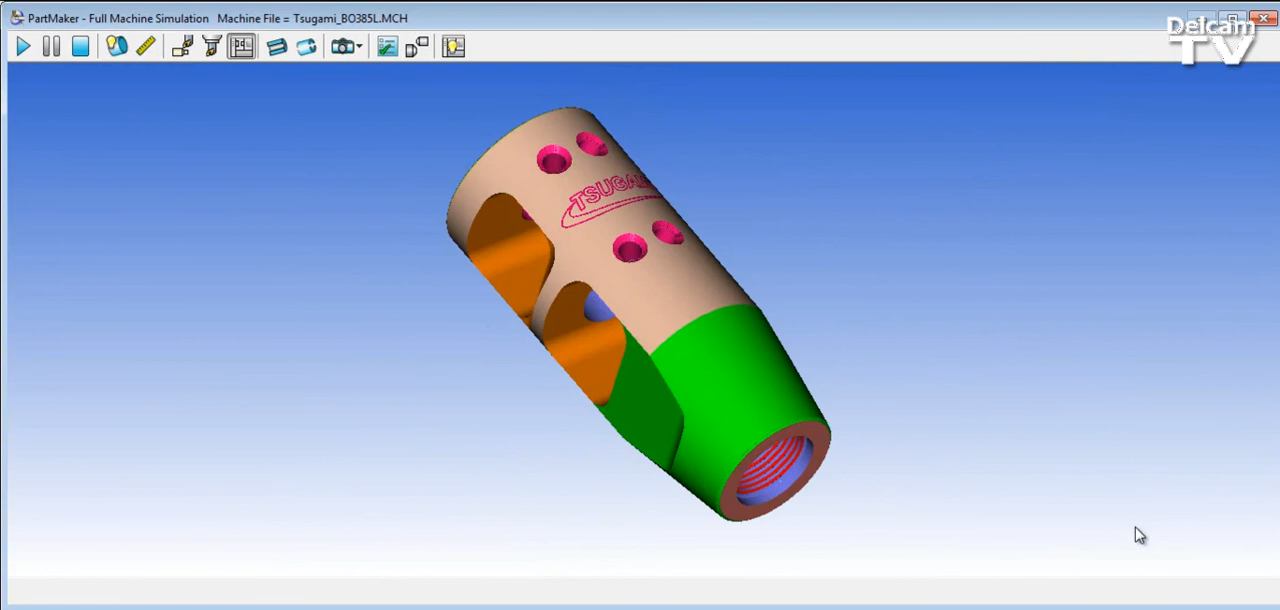 PartMaker - Full Machine Simulation   Machine File = Tsugami_BO385L.MCH
Delcam
TV
TSUGAMI